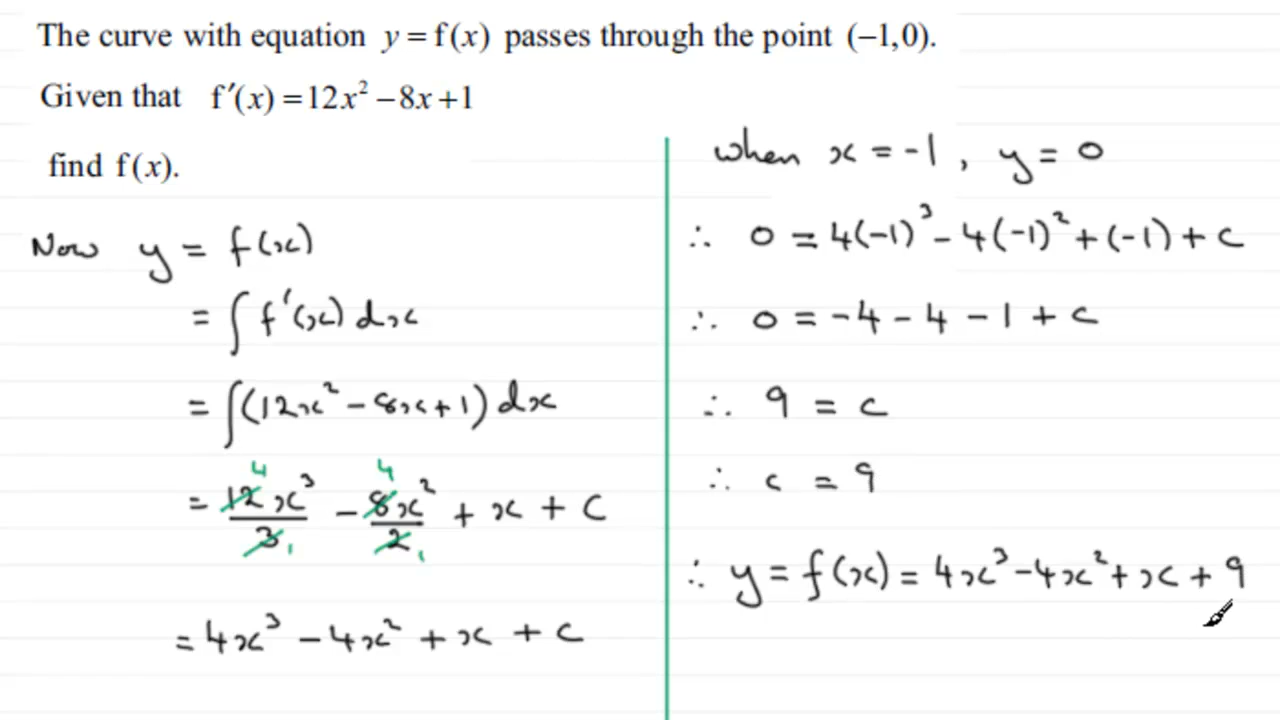 The curve with equation y = f(x) passes through the point (−1,0).
Given that f′(x) = 12x² − 8x + 1
find f(x).
Now y = f(x)
= ∫ f′(x) dx
= ∫(12x² − 8x + 1) dx
4 4
= 12x³/3 − 8x²/2 + x + c
1 1
= 4x³ − 4x² + x + c
when x = -1, y = 0
∴ 0 = 4(-1)³ - 4(-1)² + (-1) + c
∴ 0 = -4 - 4 - 1 + c
∴ 9 = c
∴ c = 9
∴ y = f(x) = 4x³ - 4x² + x + 9